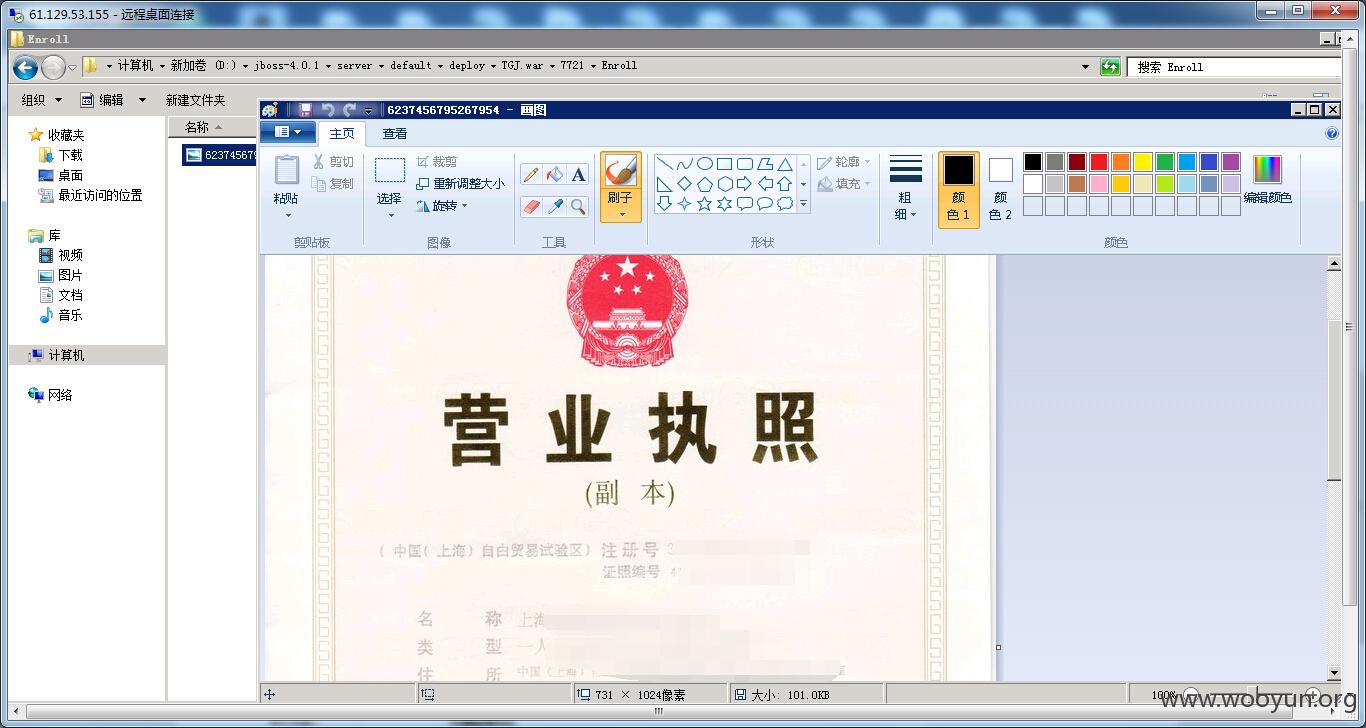 61.129.53.155 - 远程桌面连接
Enroll
计算机 新加卷 (D:) jboss-4.0.1 server default deploy TGJ.war 7721 Enroll
搜索 Enroll
组织 编辑 新建文件夹
6237456795267954 - 画图
主页 查看
收藏夹
下载
桌面
最近访问的位置
库
视频
图片
文档
音乐
计算机
网络
名称
623745679
粘贴
剪切
复制
剪贴板
选择
裁剪
重新调整大小
旋转
图像
A
工具
刷子
轮廓
填充
形状
粗细
颜色 1
颜色 2
编辑颜色
颜色
营业执照
(副 本)
( 中国( 上海) 自由贸易试验区) 注册号
证照编号 4
名 称 上海
类 型 一人
住 所 中国（上海）
731 × 1024像素
大小: 101.0KB
100%
www.wobyun.org